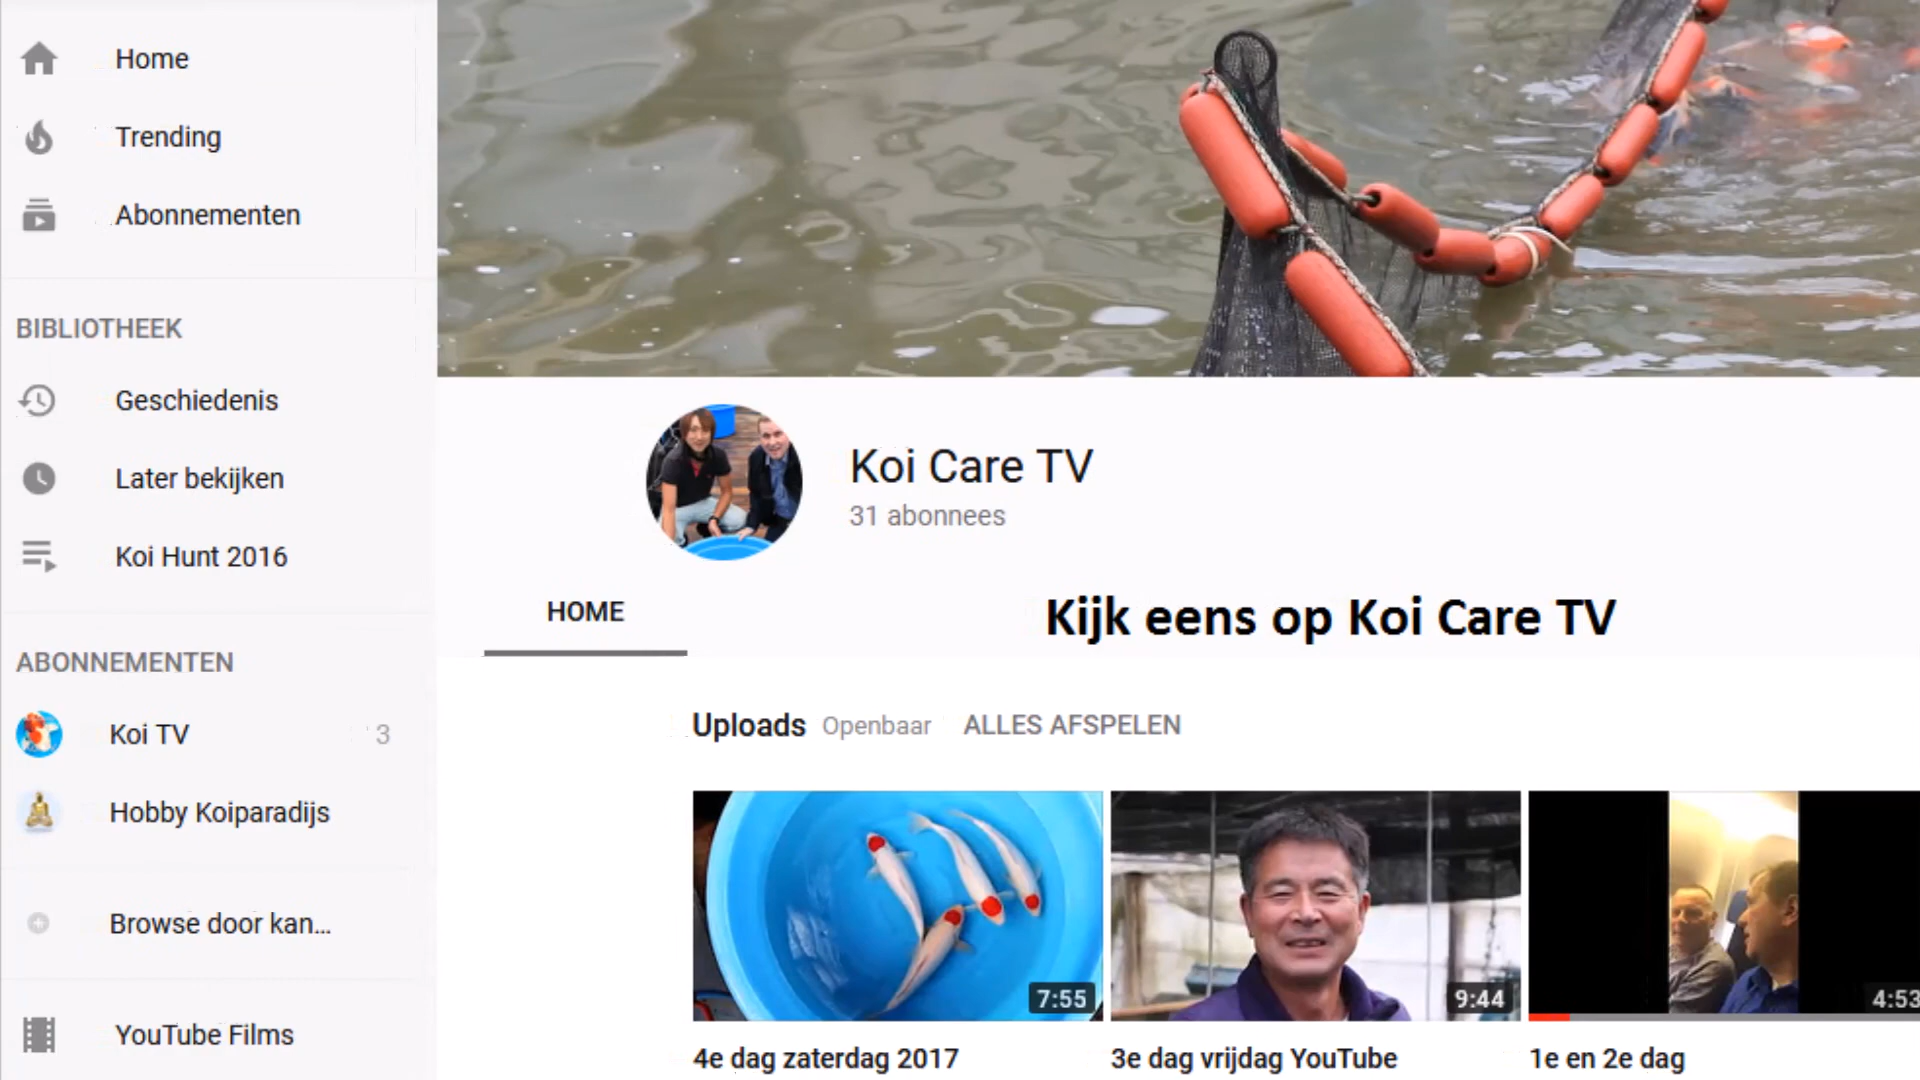 Home
Trending
Abonnementen
BIBLIOTHEEK
Geschiedenis
Later bekijken
Koi Hunt 2016
ABONNEMENTEN
Koi TV 3
Hobby Koiparadijs
Browse door kan...
YouTube Films
Koi Care TV
31 abonnees
HOME
Kijk eens op Koi Care TV
Uploads Openbaar ALLES AFSPELEN
7:55
9:44
4:53
4e dag zaterdag 2017
3e dag vrijdag YouTube
1e en 2e dag